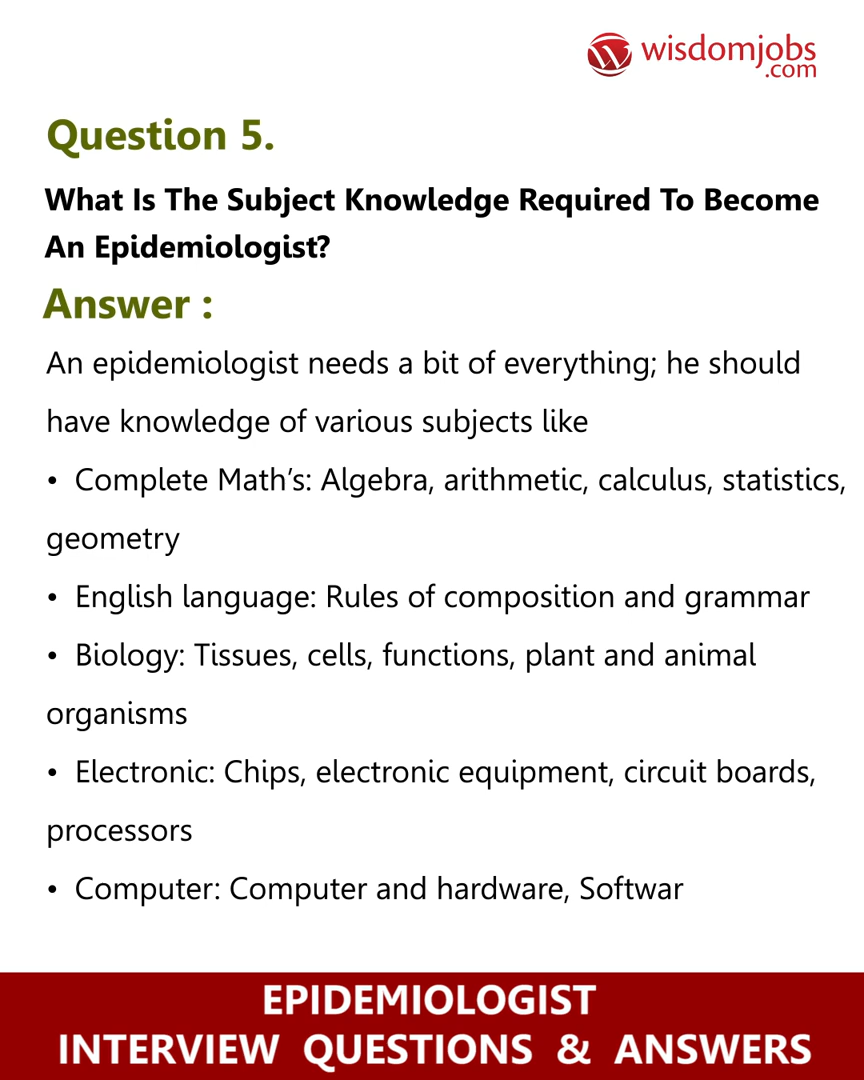 wisdomjobs
.com
Question 5.
What Is The Subject Knowledge Required To Become
An Epidemiologist?
Answer :
An epidemiologist needs a bit of everything; he should
have knowledge of various subjects like
• Complete Math’s: Algebra, arithmetic, calculus, statistics,
geometry
• English language: Rules of composition and grammar
• Biology: Tissues, cells, functions, plant and animal
organisms
• Electronic: Chips, electronic equipment, circuit boards,
processors
• Computer: Computer and hardware, Softwar
EPIDEMIOLOGIST
INTERVIEW QUESTIONS & ANSWERS